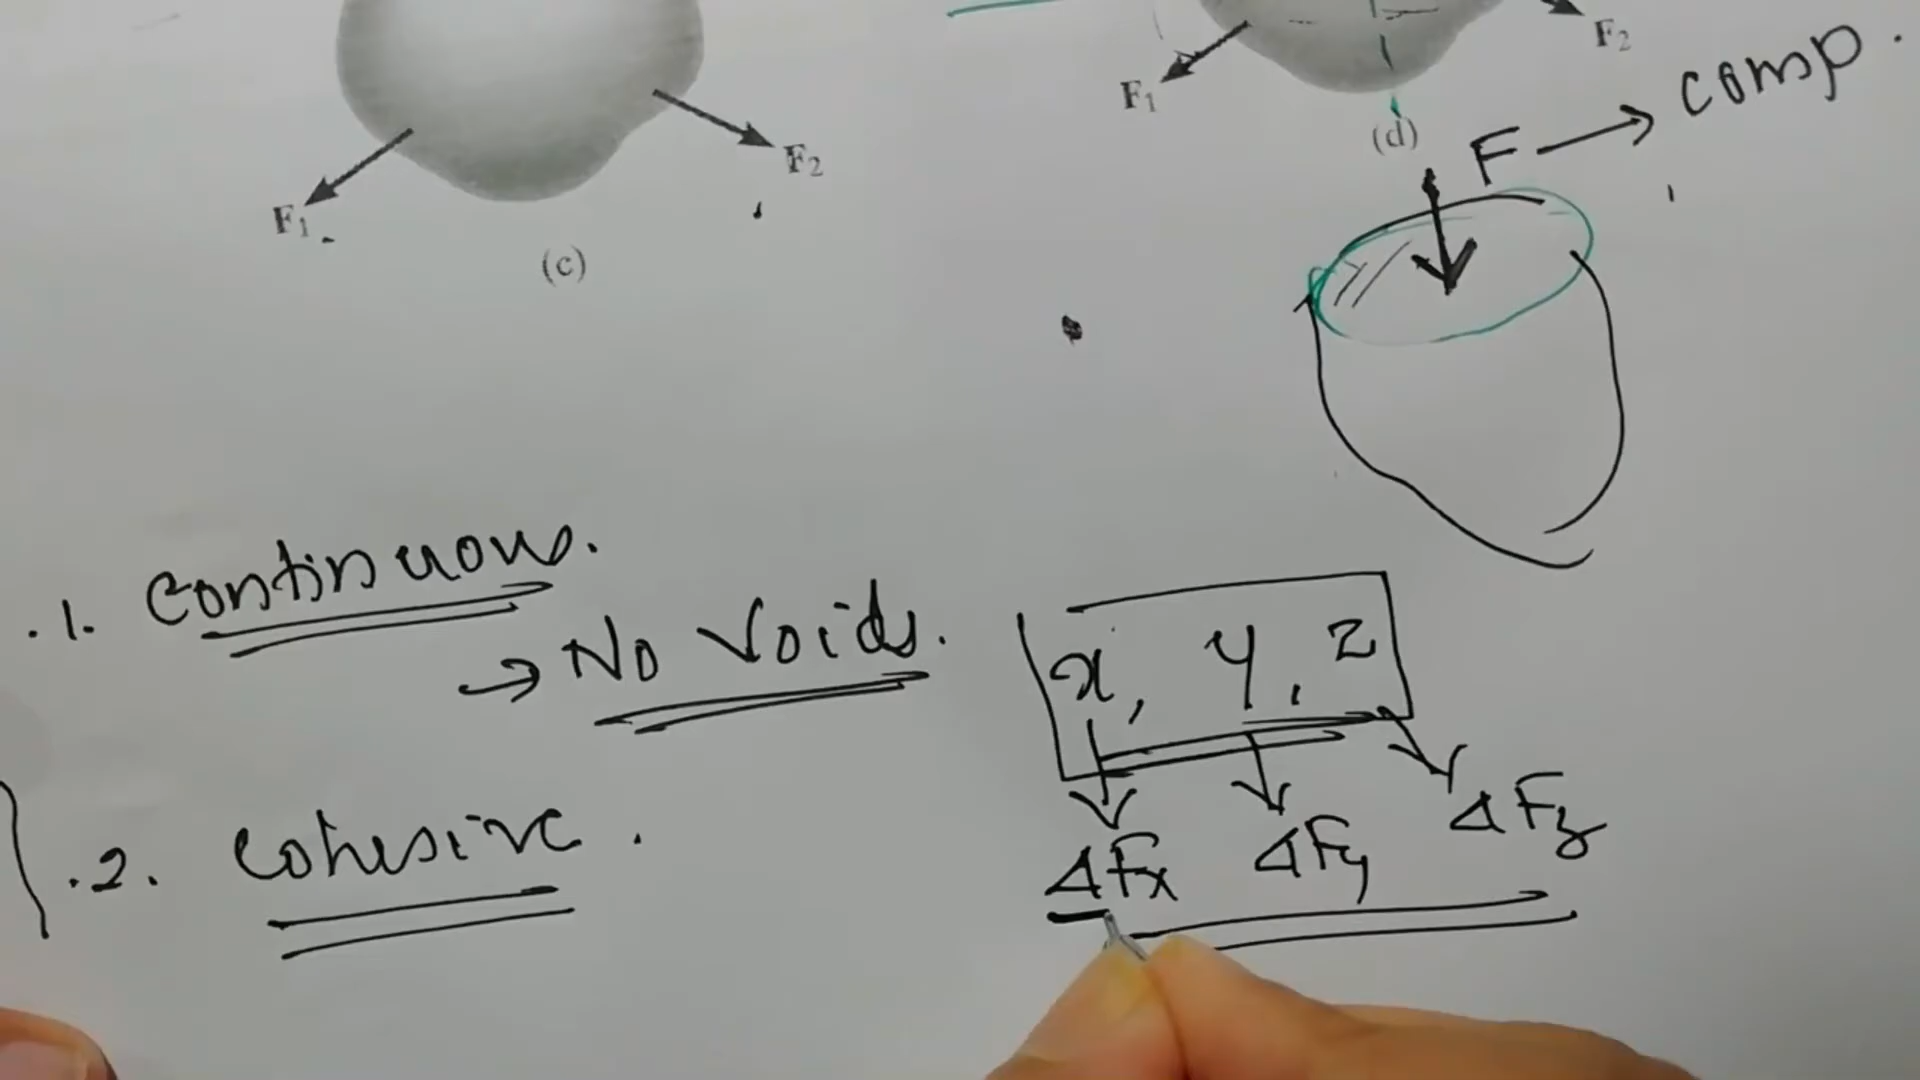 F₂
F₁
(d)
F → comp.
F₂
F₁
(c)
.1. Continuous.
→ No Voids.
x, y, z
.2. Cohesive.
ΔFx ΔFy ΔFz